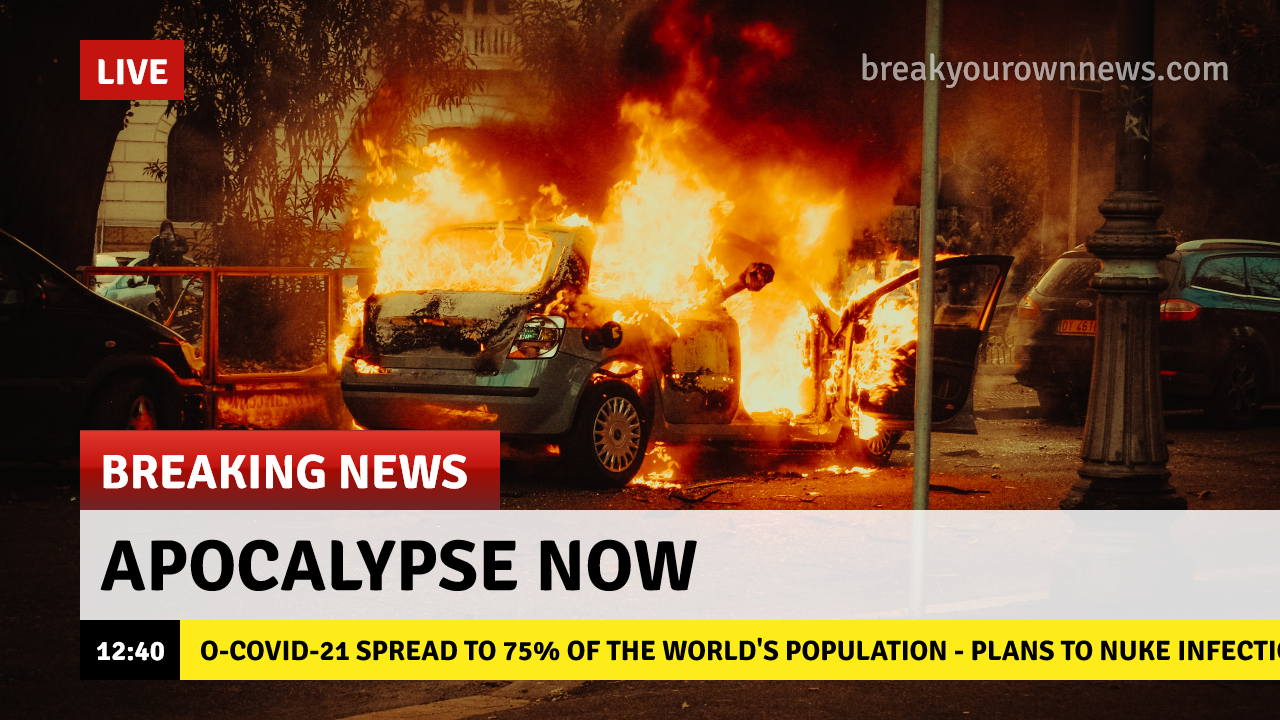 LIVE
breakyourownnews.com
BREAKING NEWS
APOCALYPSE NOW
12:40 O-COVID-21 SPREAD TO 75% OF THE WORLD'S POPULATION - PLANS TO NUKE INFECTI